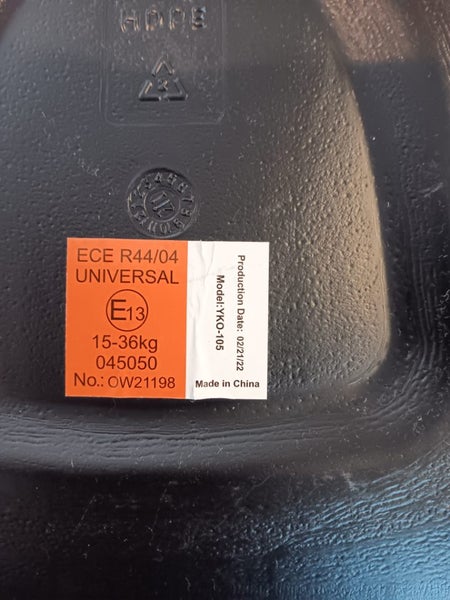 HDPE
ECE R44/04
UNIVERSAL
E13
15-36kg
045050
No.: OW21198
Production Date: 02/21/22
Model:YKO-105
Made in China